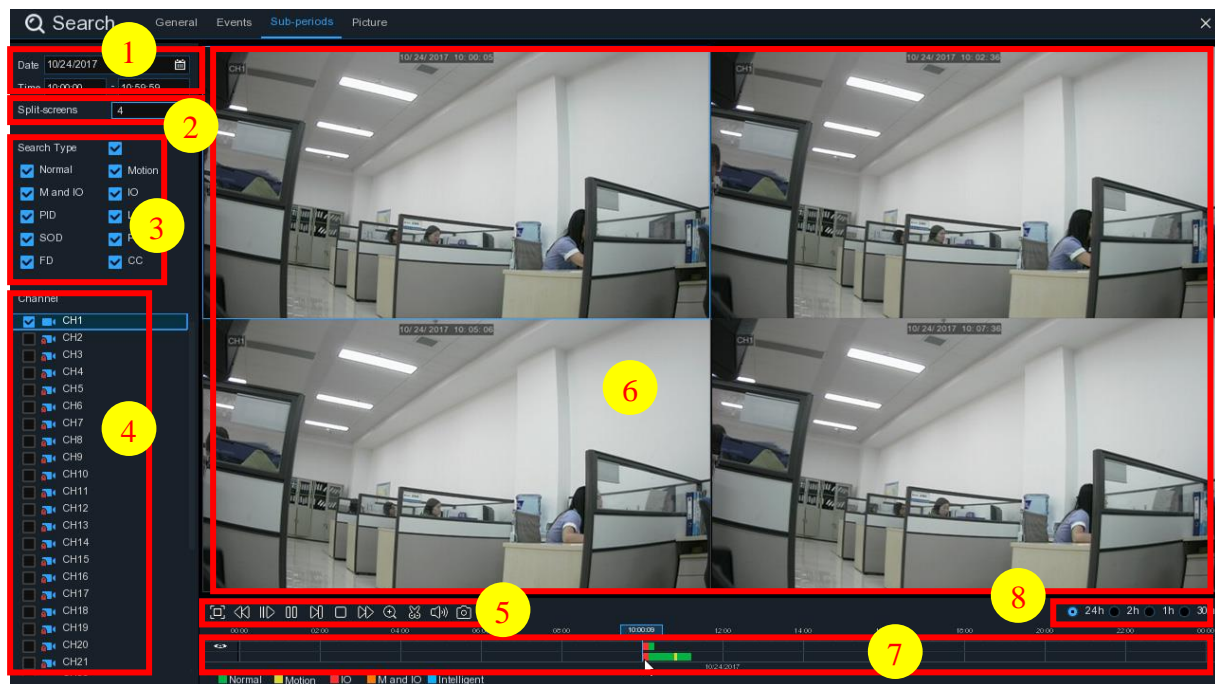 Search General Events Sub-periods Picture
1
Date 10/24/2017
Time 10:00:00 - 10:59:59
Split-screens 4
2
Search Type
Normal Motion
M and IO IO
PID
SOD
FD CC
3
Channel
CH1
CH2
CH3
CH4
CH5
CH6
CH7
CH8
CH9
CH10
CH11
CH12
CH13
CH14
CH15
CH16
CH17
CH18
CH19
CH20
CH21
4
10/24/2017 10:00:05
CH1
10/24/2017 10:02:36
CH1
10/24/2017 10:05:06
CH1
10/24/2017 10:07:36
CH1
6
5
8
24h 2h 1h
00:00 02:00 04:00 08:00 10:00:09 12:00 14:00 18:00 20:00 22:00 00:00
7
10/24/2017
Normal Motion IO M and IO Intelligent